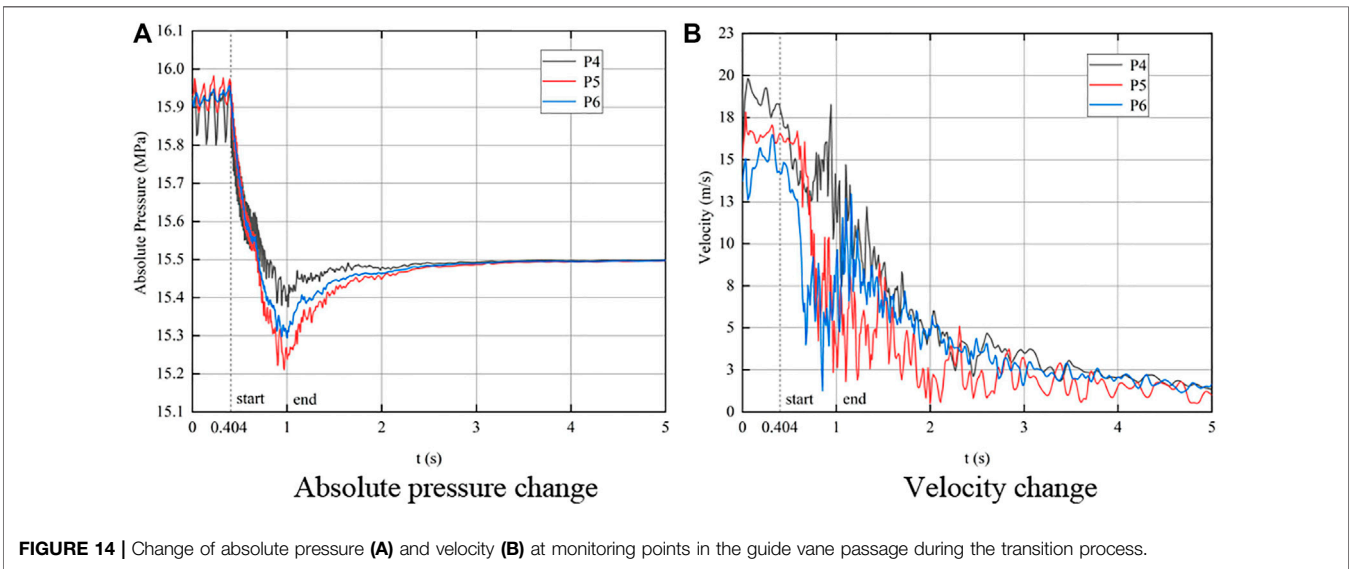 A
16.1
16.0
15.9
15.8
15.7
15.6
15.5
15.4
15.3
15.2
15.1
Absolute Pressure (MPa)
P4
P5
P6
start
end
0 0.404 1 2 3 4 5
t (s)
Absolute pressure change
B
23
20
18
15
13
10
8
5
3
0
Velocity (m/s)
P4
P5
P6
start
end
0 0.404 1 2 3 4 5
t (s)
Velocity change
FIGURE 14 | Change of absolute pressure (A) and velocity (B) at monitoring points in the guide vane passage during the transition process.